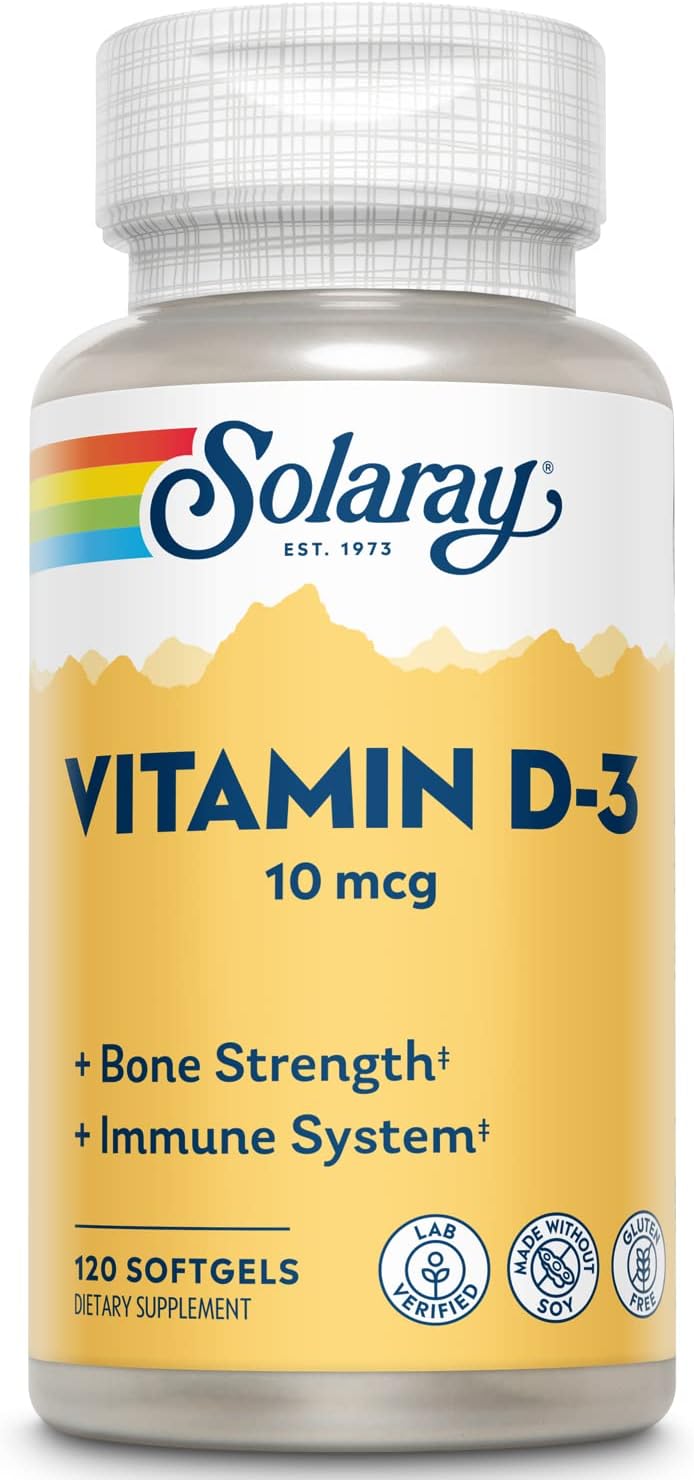 Solaray®
EST. 1973
VITAMIN D-3
10 mcg
+ Bone Strength‡
+ Immune System‡
120 SOFTGELS
DIETARY SUPPLEMENT
LAB
VERIFIED
MADE WITHOUT
SOY
GLUTEN
FREE